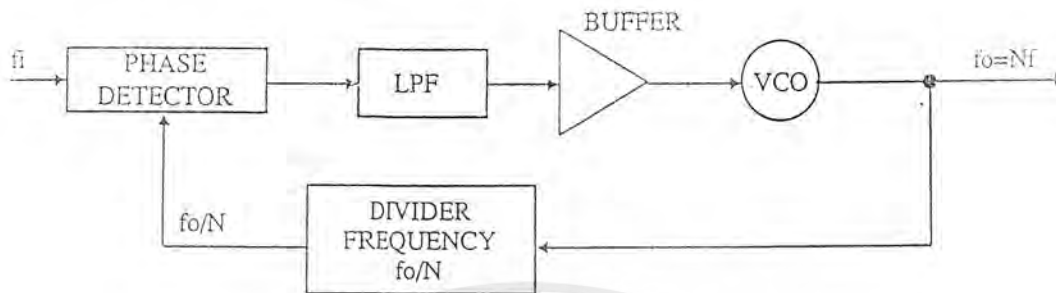 BUFFER
fi
PHASE
DETECTOR
LPF
VCO
fo=Nf
fo/N
DIVIDER
FREQUENCY
fo/N